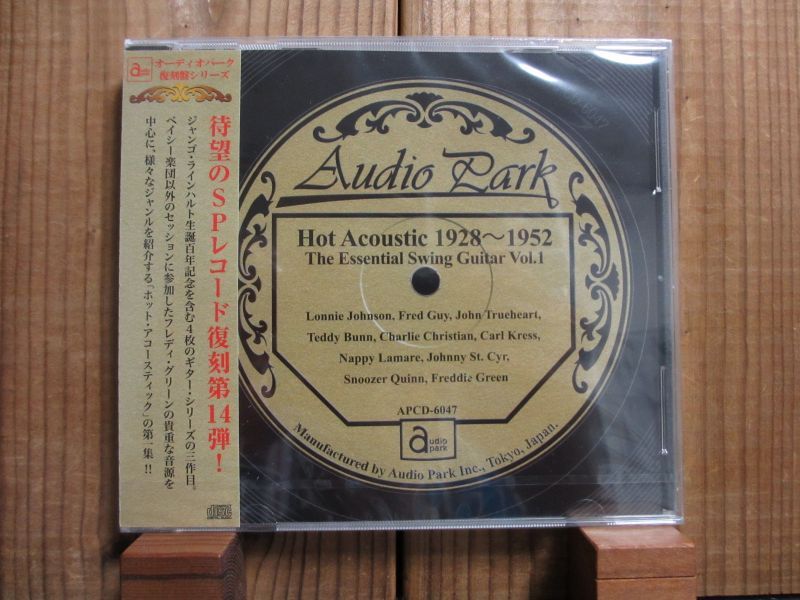 オーディオパーク
復刻盤シリーズ
待望のSPレコード復刻第14弾!
ジャンゴ・ラインハルト生誕百年記念を含む4枚のギター・シリーズの三作目。
ベイシー楽団以外のセッションに参加したフレディ・グリーンの貴重な音源を
中心に、様々なジャンルを紹介する「ホット・アコースティック」の第一集!!
Audio Park
Hot Acoustic 1928〜1952
The Essential Swing Guitar Vol.1
Lonnie Johnson, Fred Guy, John Trueheart,
Teddy Bunn, Charlie Christian, Carl Kress,
Nappy Lamare, Johnny St. Cyr,
Snoozer Quinn, Freddie Green
APCD-6047
a audio park
Manufactured by Audio Park Inc., Tokyo, Japan.